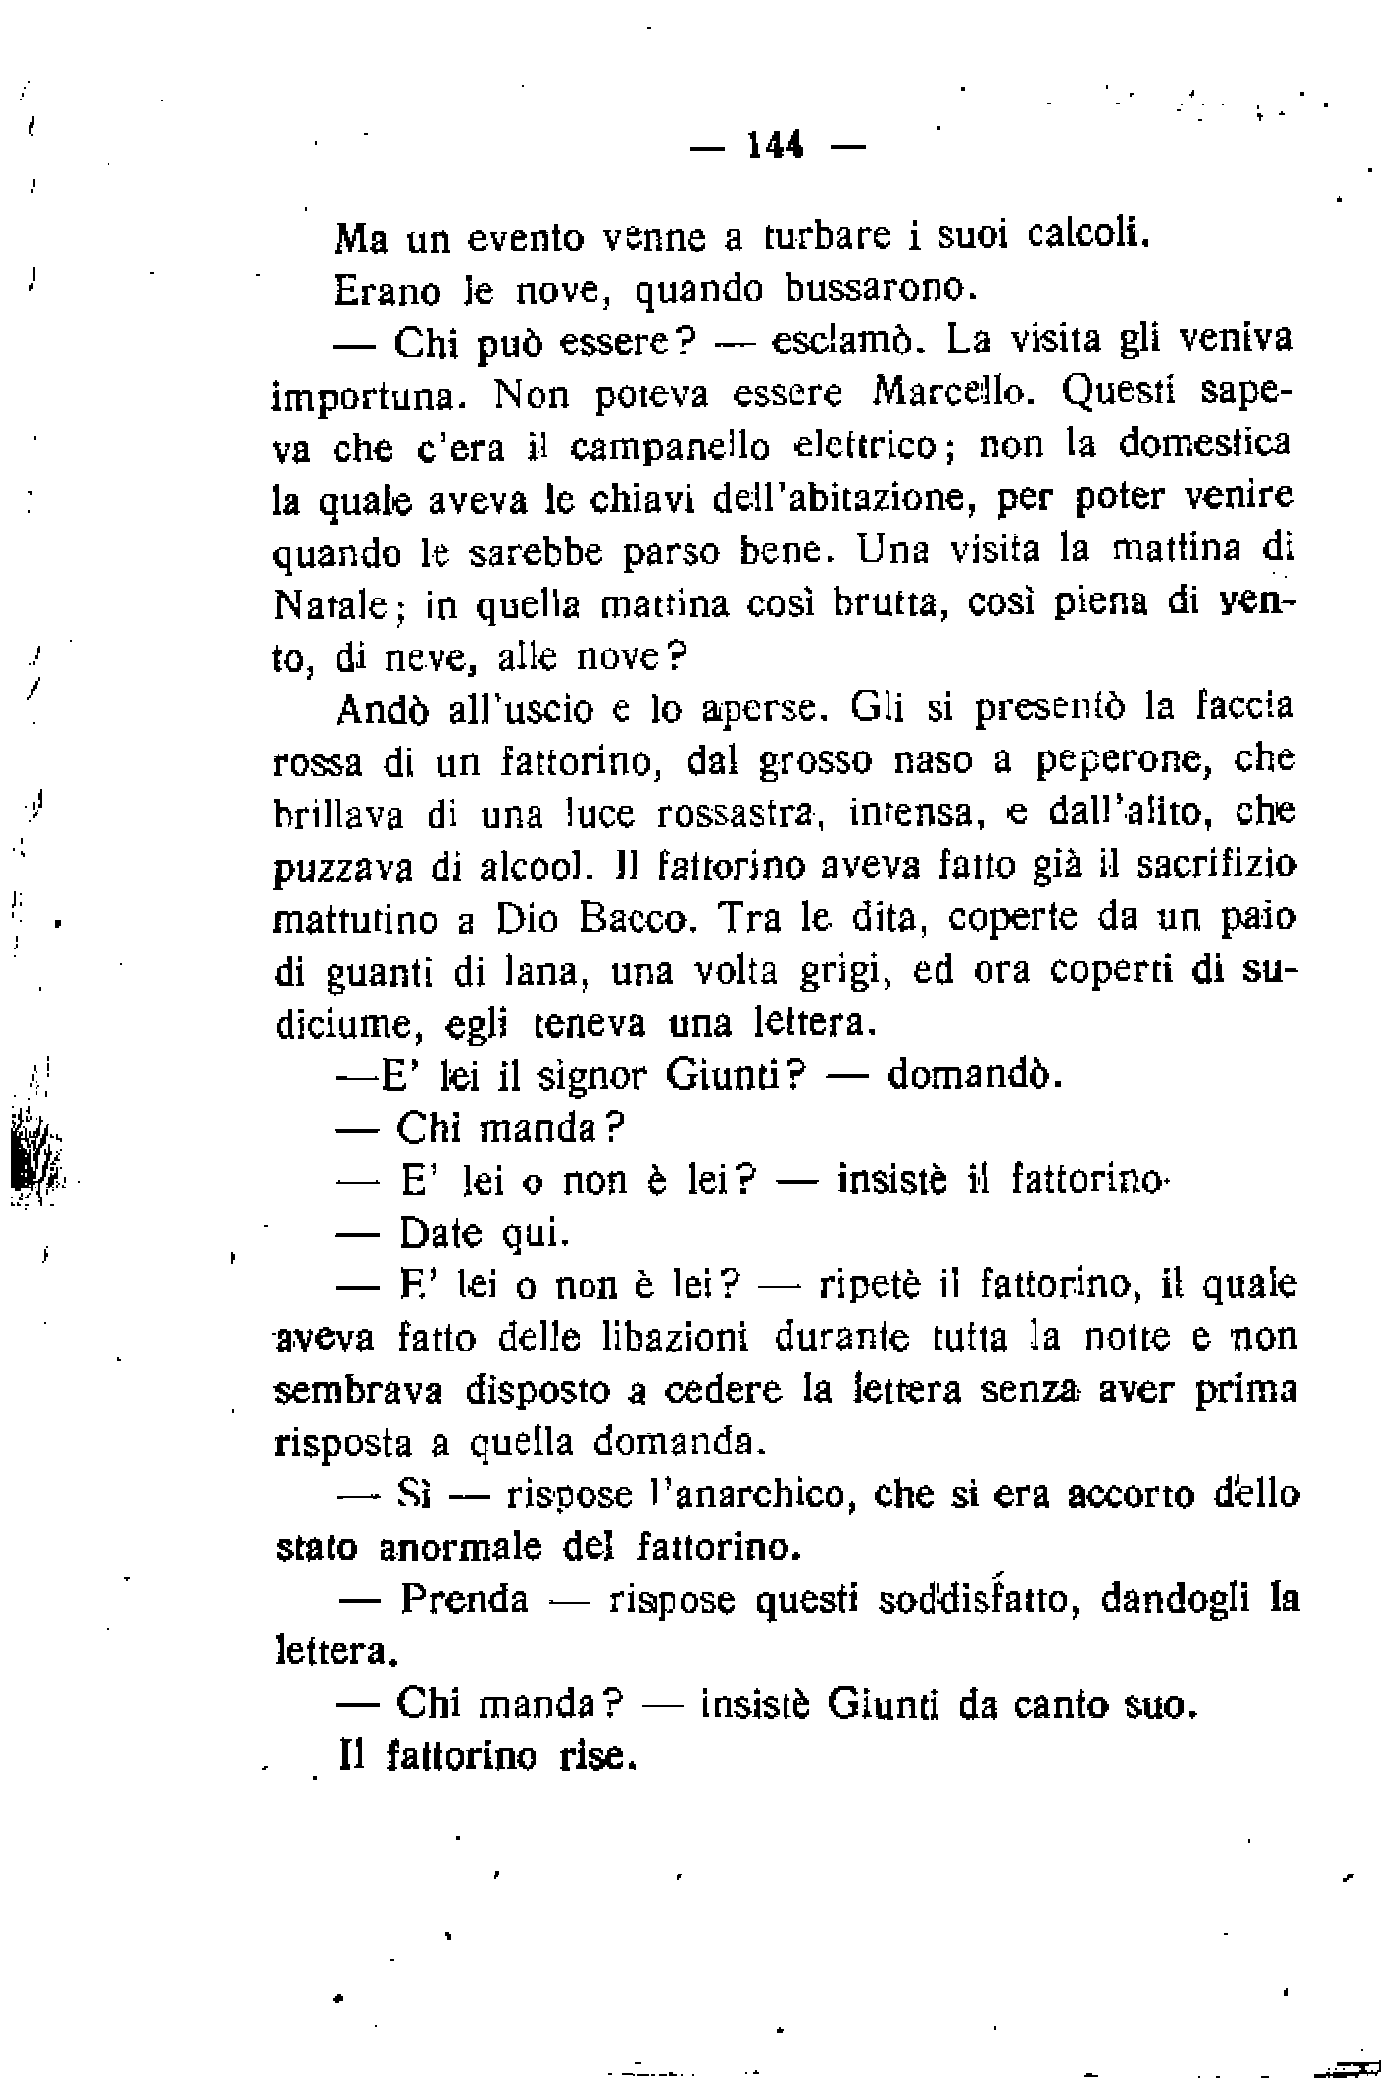 — 144 —
Ma un evento venne a turbare i suoi calcoli.
Erano le nove, quando bussarono.
— Chi può essere? — esclamò. La visita gli veniva
importuna. Non poteva essere Marcello. Questi sape-
va che c'era il campanello elettrico; non la domestica
la quale aveva le chiavi dell'abitazione, per poter venire
quando le sarebbe parso bene. Una visita la mattina di
Natale; in quella mattina così brutta, così piena di ven-
to, di neve, alle nove?
Andò all'uscio e lo aperse. Gli si presentò la faccia
rossa di un fattorino, dal grosso naso a peperone, che
brillava di una luce rossastra, intensa, e dall'alito, che
puzzava di alcool. Il fattorino aveva fatto già il sacrifizio
mattutino a Dio Bacco. Tra le dita, coperte da un paio
di guanti di lana, una volta grigi, ed ora coperti di su-
diciume, egli teneva una lettera.
—E' lei il signor Giunti? — domandò.
— Chi manda?
— E' lei o non è lei? — insistè il fattorino.
— Date qui.
— E' lei o non è lei? — ripetè il fattorino, il quale
aveva fatto delle libazioni durante tutta la notte e non
sembrava disposto a cedere la lettera senza aver prima
risposta a quella domanda.
— Sì — rispose l'anarchico, che si era accorto dello
stato anormale del fattorino.
— Prenda — rispose questi soddisfatto, dandogli la
lettera.
— Chi manda? — insistè Giunti da canto suo.
Il fattorino rise.